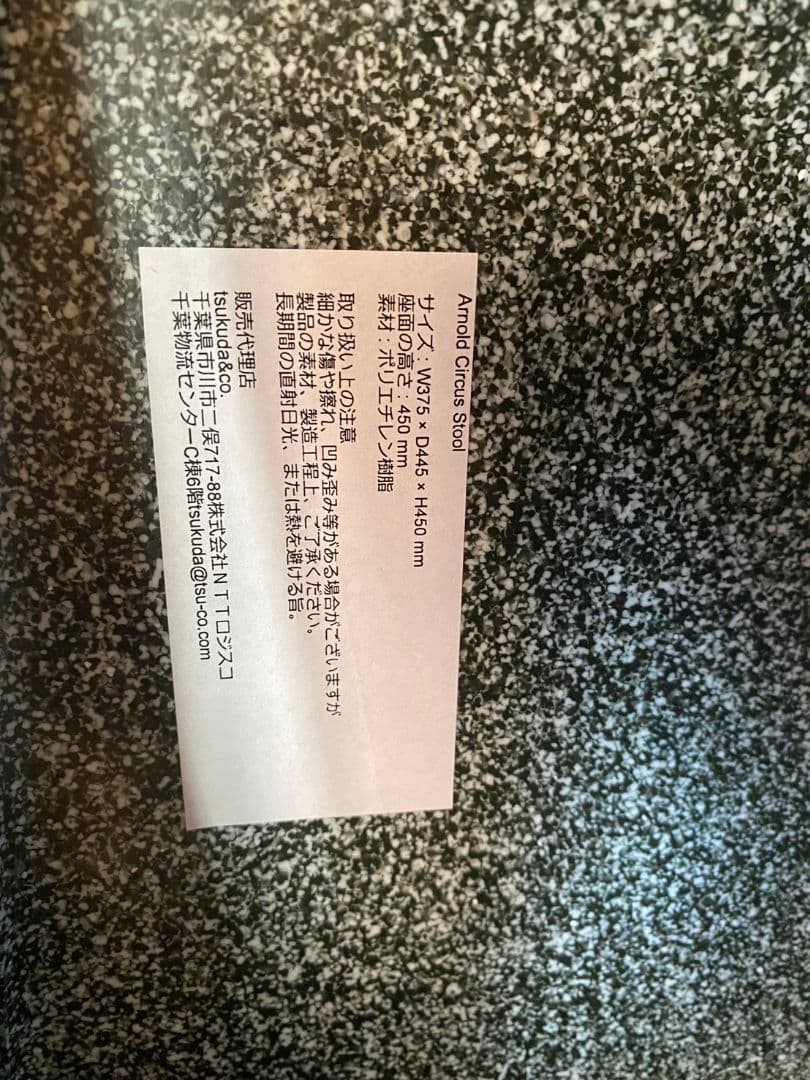 Arnold Circus Stool
サイズ：W375 × D445 × H450 mm
座面の高さ：450 mm
素材：ポリエチレン樹脂
取り扱い上の注意
細かな傷や擦れ、凹み歪み等がある場合がございますが
製品の素材、製造工程上、ご了承ください。
長期間の直射日光、または熱を避ける旨。
販売代理店
tsukuda&co.
千葉県市川市二俣717-88株式会社ＮＴＴロジスコ
千葉物流センターC棟6階tsukuda@tsu-co.com